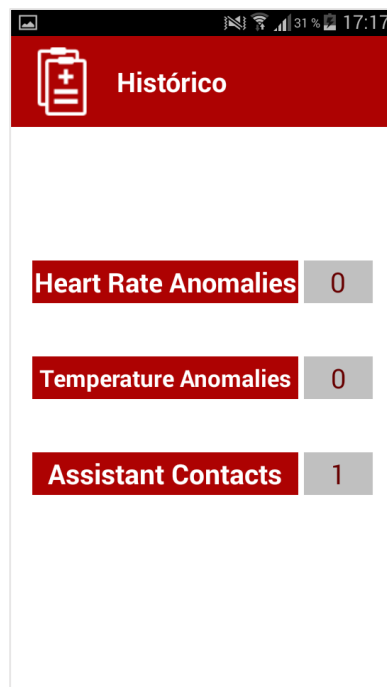 31 % 17:17
Histórico
Heart Rate Anomalies 0
Temperature Anomalies 0
Assistant Contacts 1